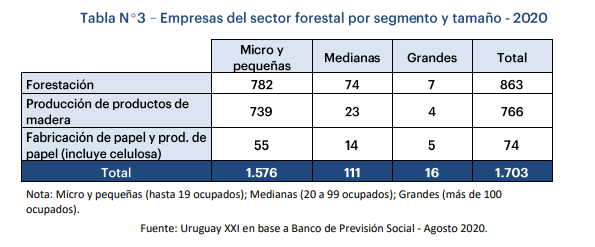 Tabla N°3 – Empresas del sector forestal por segmento y tamaño - 2020
Micro y pequeñas Medianas Grandes Total
Forestación 782 74 7 863
Producción de productos de madera 739 23 4 766
Fabricación de papel y prod. de papel (incluye celulosa) 55 14 5 74
Total 1.576 111 16 1.703
Nota: Micro y pequeñas (hasta 19 ocupados); Medianas (20 a 99 ocupados); Grandes (más de 100
ocupados).
Fuente: Uruguay XXI en base a Banco de Previsión Social - Agosto 2020.